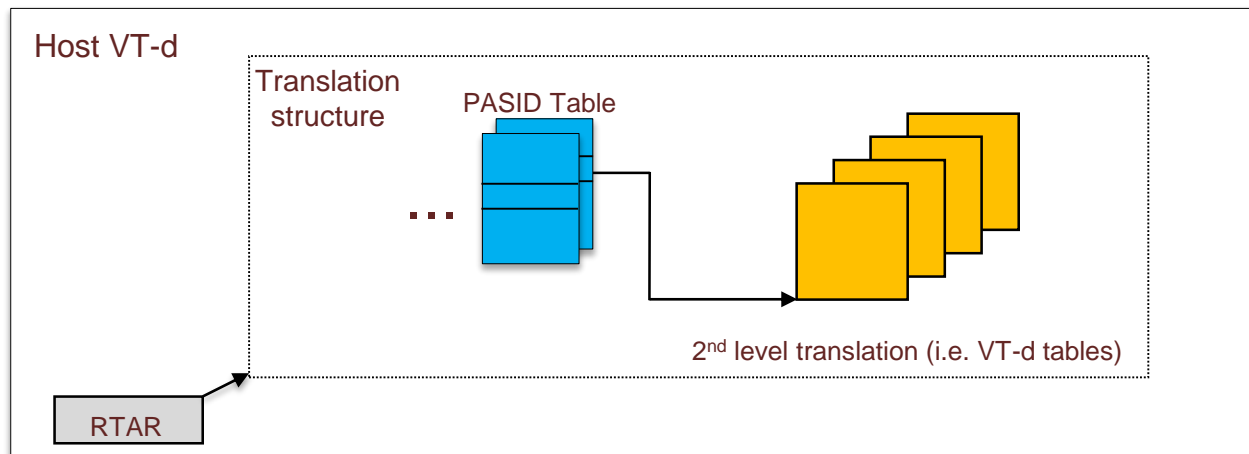 Host VT-d
Translation
structure
PASID Table
...
2nd level translation (i.e. VT-d tables)
RTAR